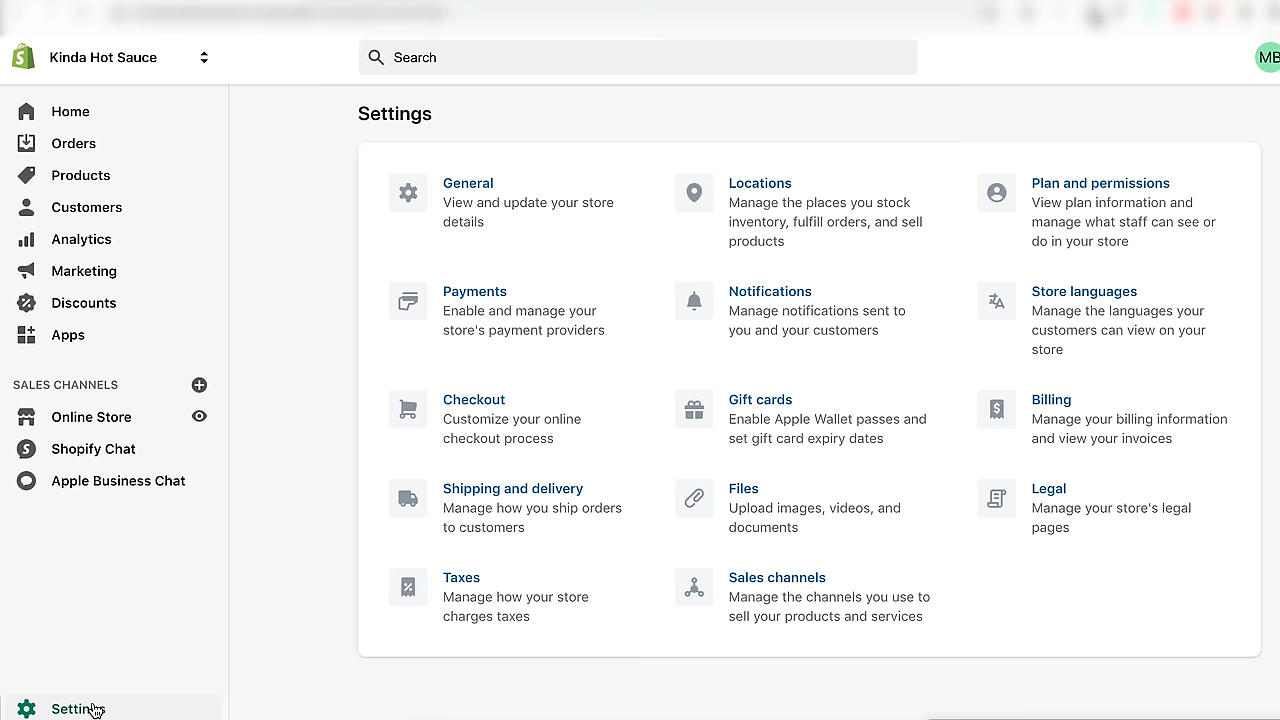 Kinda Hot Sauce
Search
MB
Home
Orders
Products
Customers
Analytics
Marketing
Discounts
Apps
SALES CHANNELS
Online Store
Shopify Chat
Apple Business Chat
Settings
Settings
General
View and update your store
details
Locations
Manage the places you stock
inventory, fulfill orders, and sell
products
Plan and permissions
View plan information and
manage what staff can see or
do in your store
Payments
Enable and manage your
store's payment providers
Notifications
Manage notifications sent to
you and your customers
Store languages
Manage the languages your
customers can view on your
store
Checkout
Customize your online
checkout process
Gift cards
Enable Apple Wallet passes and
set gift card expiry dates
Billing
Manage your billing information
and view your invoices
Shipping and delivery
Manage how you ship orders
to customers
Files
Upload images, videos, and
documents
Legal
Manage your store's legal
pages
Taxes
Manage how your store
charges taxes
Sales channels
Manage the channels you use to
sell your products and services